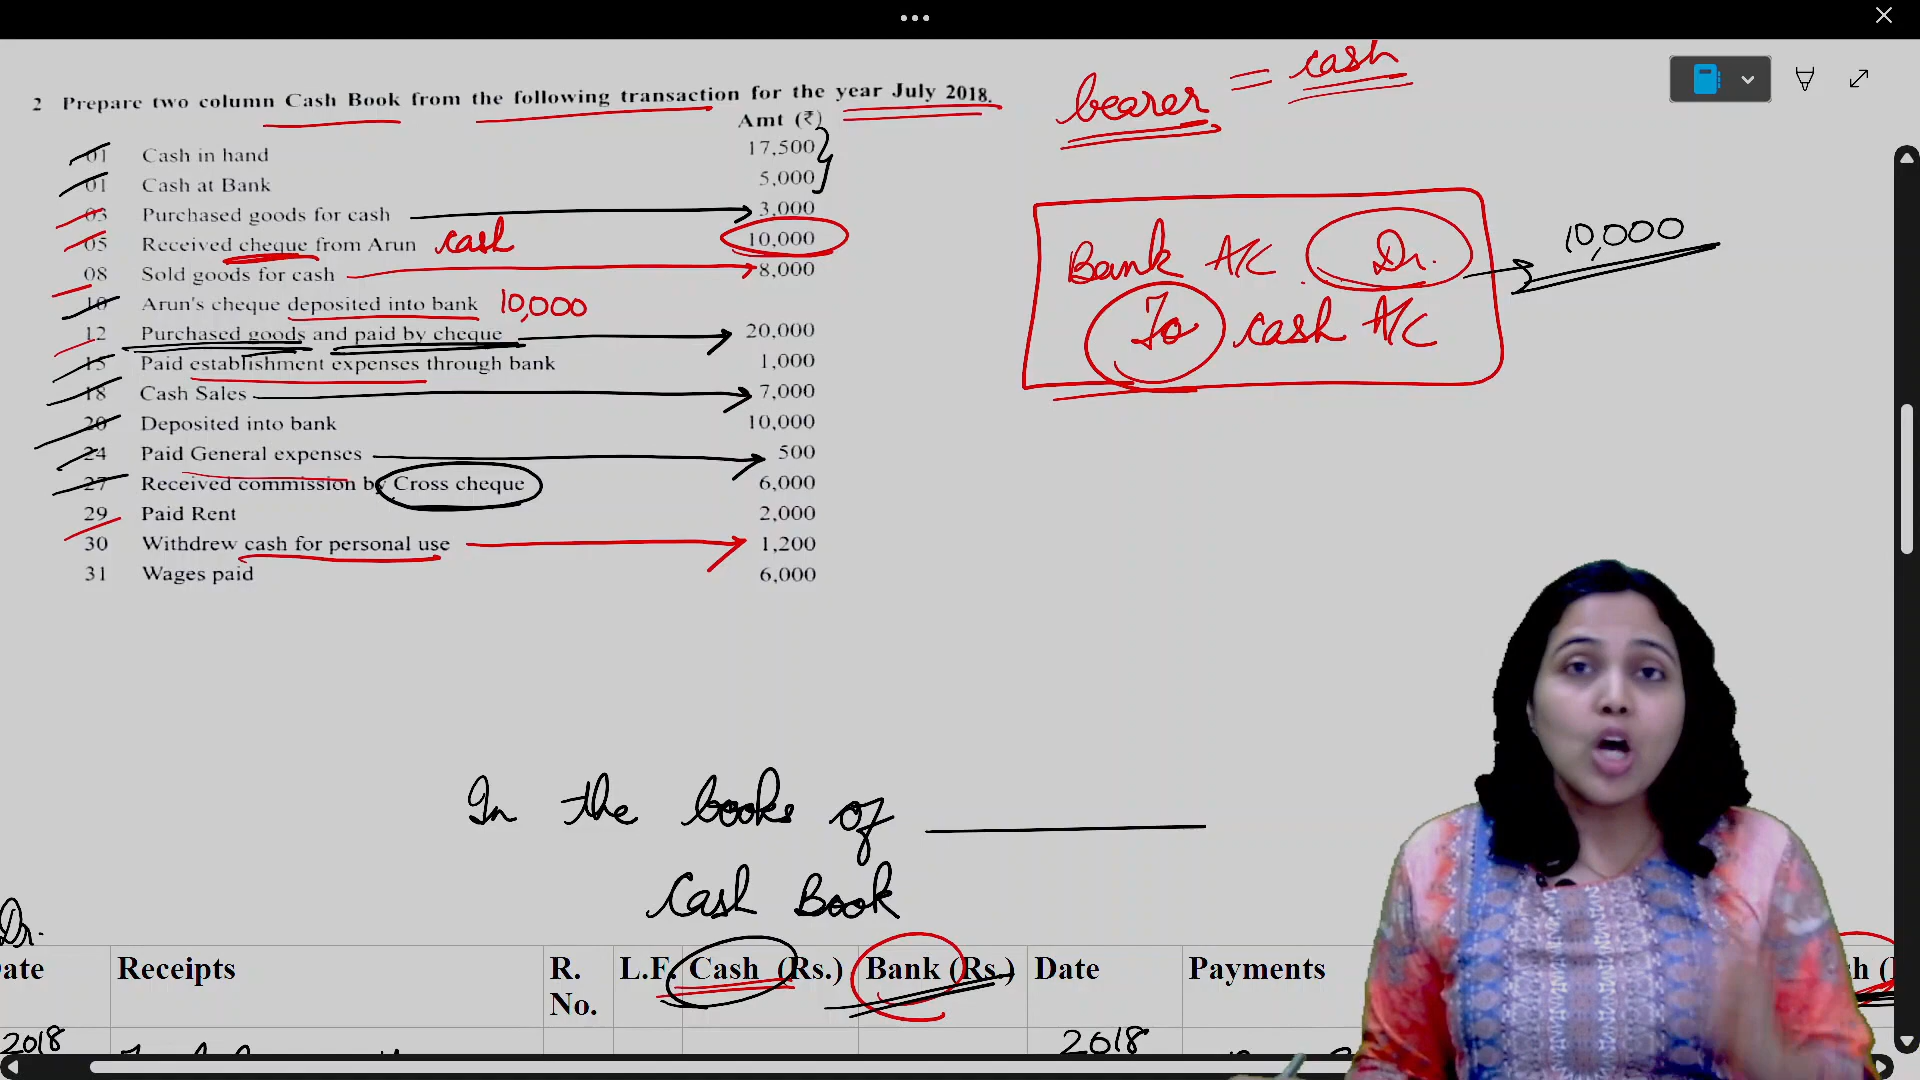 2 Prepare two column Cash Book from the following transaction for the year July 2018.
Amt (₹)
01 Cash in hand 17,500
01 Cash at Bank 5,000
03 Purchased goods for cash 3,000
05 Received cheque from Arun cash 10,000
08 Sold goods for cash 8,000
10 Arun's cheque deposited into bank 10,000
12 Purchased goods and paid by cheque 20,000
15 Paid establishment expenses through bank 1,000
18 Cash Sales 7,000
20 Deposited into bank 10,000
24 Paid General expenses 500
27 Received commission by Cross cheque 6,000
29 Paid Rent 2,000
30 Withdrew cash for personal use 1,200
31 Wages paid 6,000
bearer = cash
Bank A/C Dr. 10,000
To cash A/C
In the books of
Cash Book
Dr.
ate Receipts R. No. L.F. Cash (Rs.) Bank (Rs.) Date Payments
2018 2018